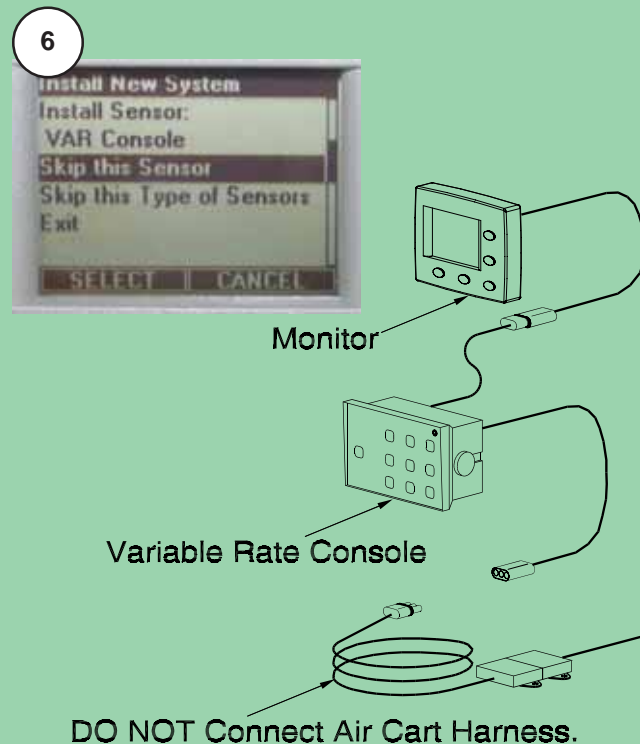 6
Install New System
Install Sensor:
VAR Console
Skip this Sensor
Skip this Type of Sensors
Exit
SELECT CANCEL
Monitor
Variable Rate Console
DO NOT Connect Air Cart Harness.